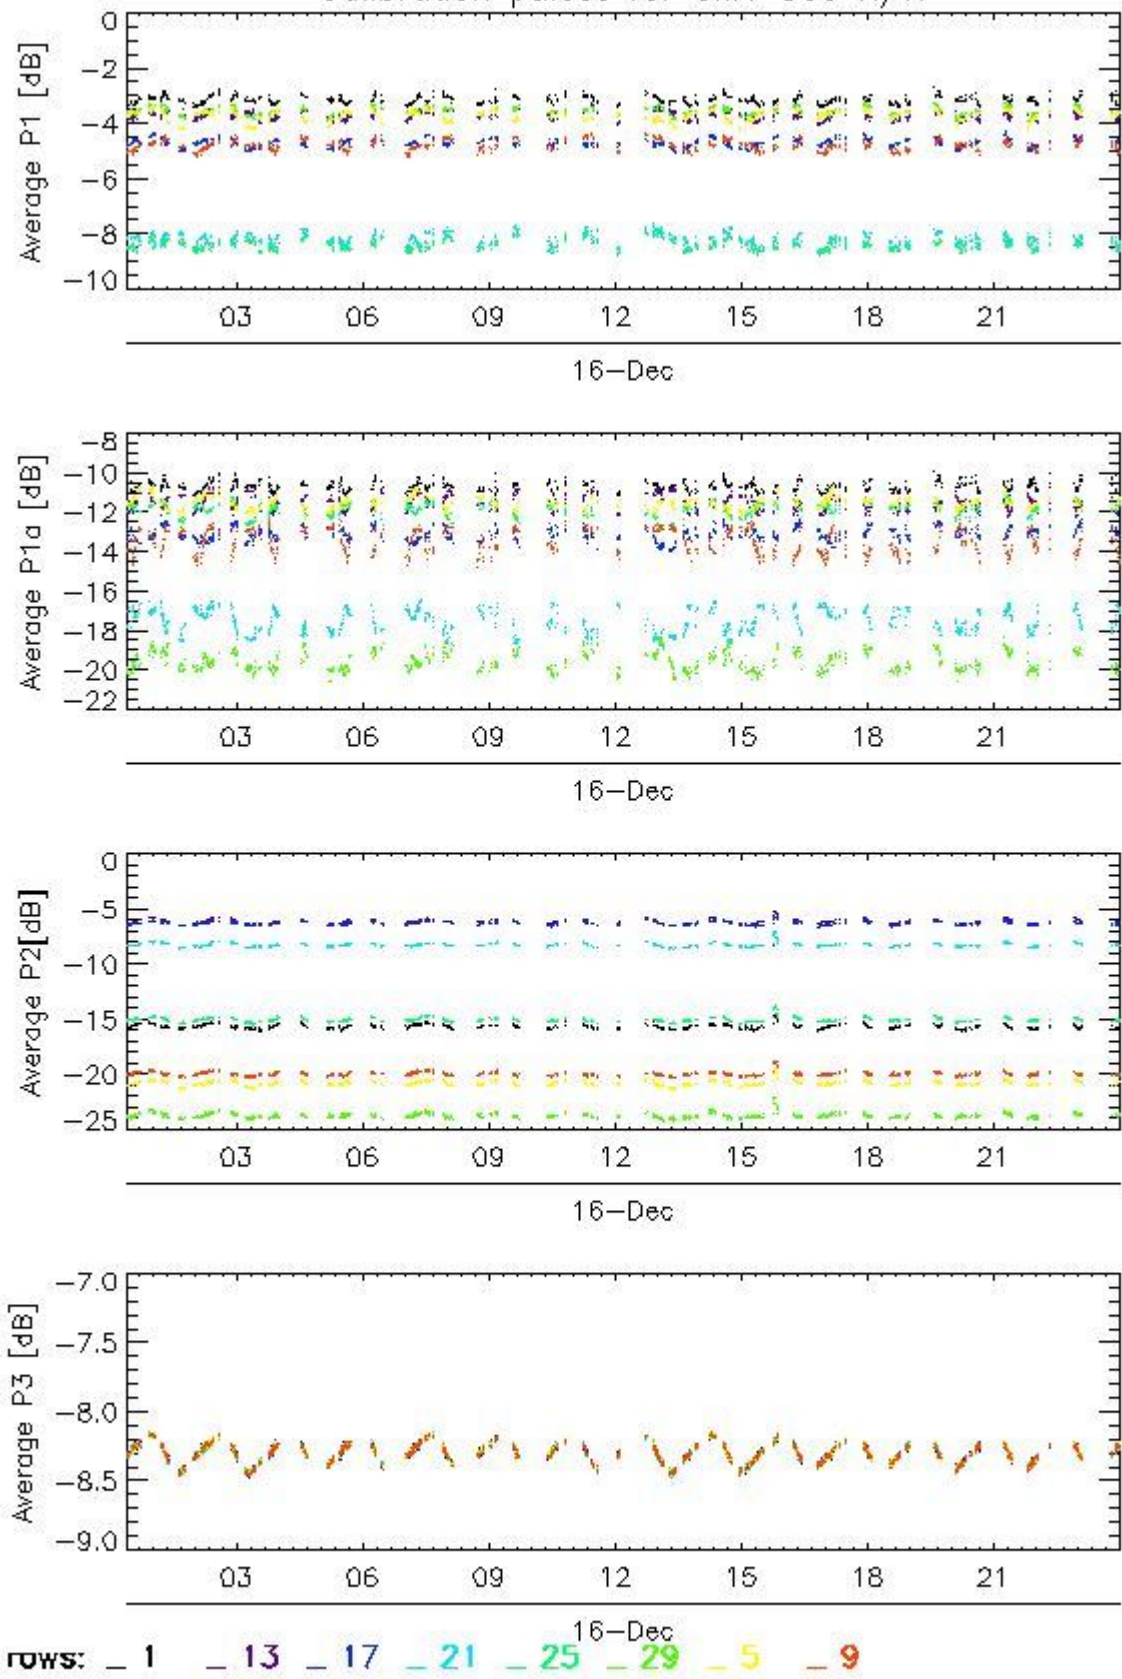 Average P1 [dB]
0
−2
−4
−6
−8
−10
03 06 09 12 15 18 21
16−Dec
Average P1a [dB]
−8
−10
−12
−14
−16
−18
−20
−22
03 06 09 12 15 18 21
16−Dec
Average P2[dB]
0
−5
−10
−15
−20
−25
03 06 09 12 15 18 21
16−Dec
Average P3 [dB]
−7.0
−7.5
−8.0
−8.5
−9.0
03 06 09 12 15 18 21
16−Dec
rows: _ 1 _ 13 _ 17 _ 21 _ 25 _ 29 _ 5 _ 9